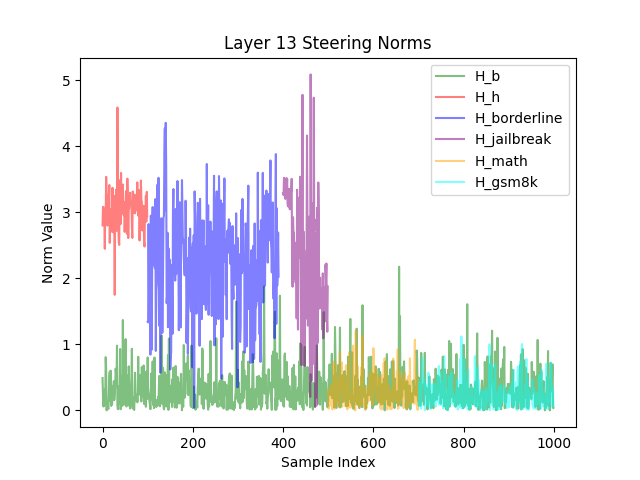 Layer 13 Steering Norms
H_b
H_h
H_borderline
H_jailbreak
H_math
H_gsm8k
Norm Value
5
4
3
2
1
0
0 200 400 600 800 1000
Sample Index